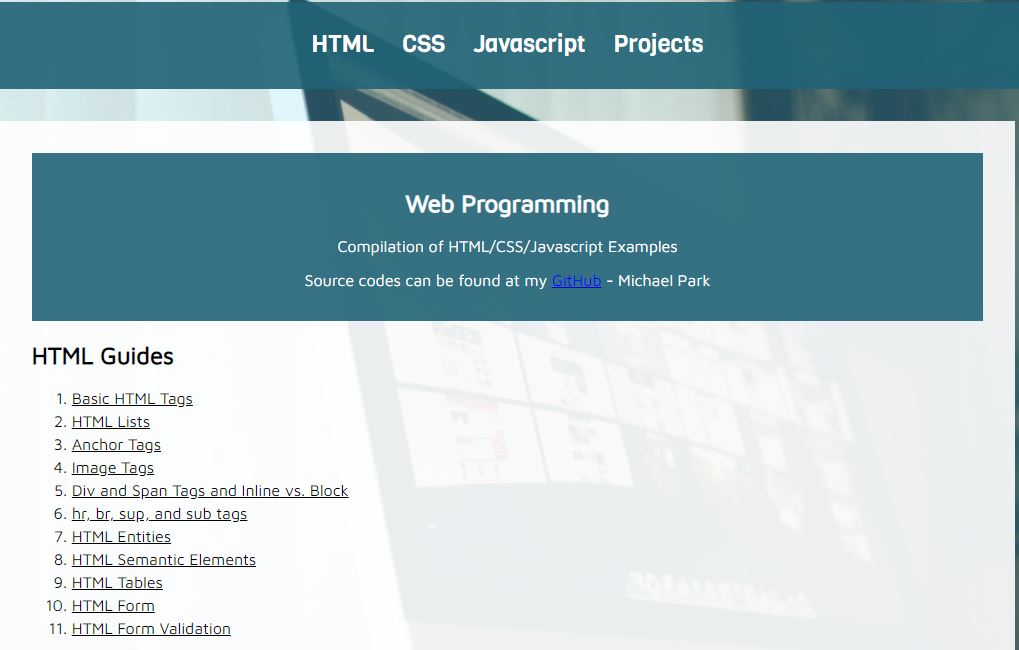 HTML CSS Javascript Projects
Web Programming
Compilation of HTML/CSS/Javascript Examples
Source codes can be found at my GitHub - Michael Park
HTML Guides
1. Basic HTML Tags
2. HTML Lists
3. Anchor Tags
4. Image Tags
5. Div and Span Tags and Inline vs. Block
6. hr, br, sup, and sub tags
7. HTML Entities
8. HTML Semantic Elements
9. HTML Tables
10. HTML Form
11. HTML Form Validation